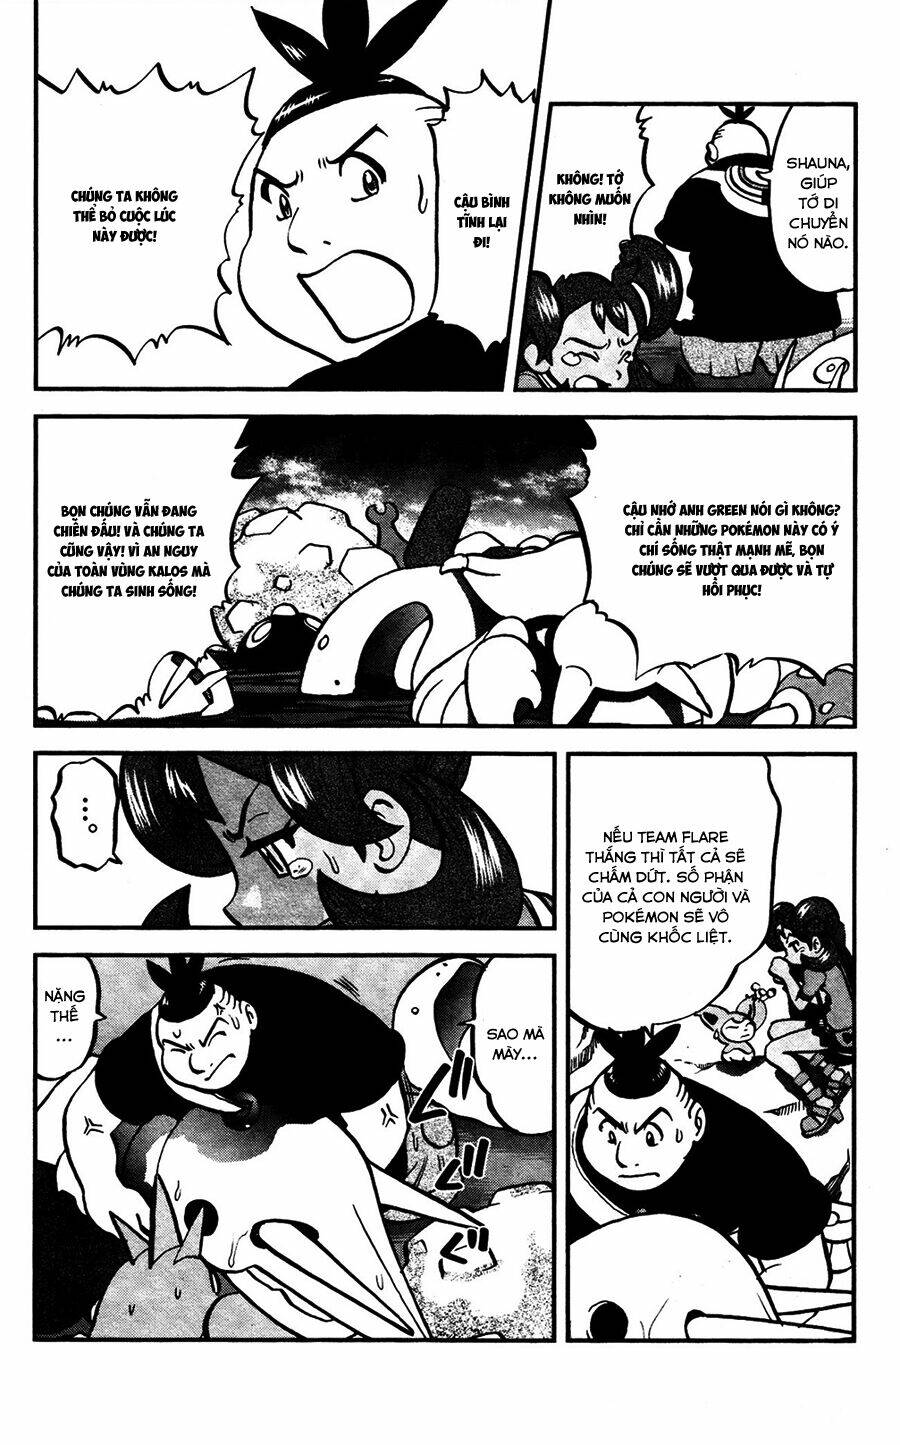 SHAUNA,
GIÚP
TỚ DI
CHUYỂN
NÓ NÀO.
KHÔNG! TỚ
KHÔNG MUỐN
NHÌN!
CẬU BÌNH
TĨNH LẠI
ĐI!
CHÚNG TA KHÔNG
THỂ BỎ CUỘC LÚC
NÀY ĐƯỢC!
CẬU NHỚ ANH GREEN NÓI GÌ KHÔNG?
CHỈ CẦN NHỮNG POKÉMON NÀY CÓ Ý
CHÍ SỐNG THẬT MẠNH MẼ, BỌN
CHÚNG SẼ VƯỢT QUA ĐƯỢC VÀ TỰ
HỒI PHỤC!
BỌN CHÚNG VẪN ĐANG
CHIẾN ĐẤU! VÀ CHÚNG TA
CŨNG VẬY! VÌ AN NGUY
CỦA TOÀN VÙNG KALOS MÀ
CHÚNG TA SINH SỐNG!
NẾU TEAM FLARE
THẮNG THÌ TẤT CẢ SẼ
CHẤM DỨT. SỐ PHẬN
CỦA CẢ CON NGƯỜI VÀ
POKÉMON SẼ VÔ
CÙNG KHỐC LIỆT.
...
SAO MÀ
MÀY...
ズズ
ズ
NẶNG
THẾ
...